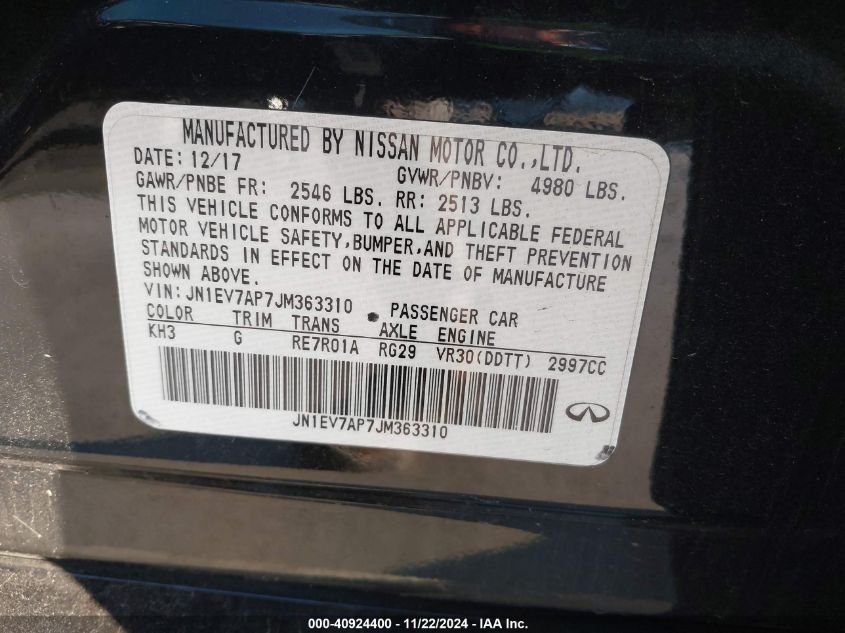 MANUFACTURED BY NISSAN MOTOR CO.,LTD.
DATE: 12/17 GVWR/PNBV: 4980 LBS.
GAWR/PNBE FR: 2546 LBS. RR: 2513 LBS.
THIS VEHICLE CONFORMS TO ALL APPLICABLE FEDERAL
MOTOR VEHICLE SAFETY,BUMPER,AND THEFT PREVENTION
STANDARDS IN EFFECT ON THE DATE OF MANUFACTURE
SHOWN ABOVE.
VIN:JN1EV7AP7JM363310 PASSENGER CAR
COLOR TRIM TRANS AXLE ENGINE
KH3 G RE7R01A RG29 VR30(DDTT) 2997CC
JN1EV7AP7JM363310
000-40924400 - 11/22/2024 - IAA Inc.